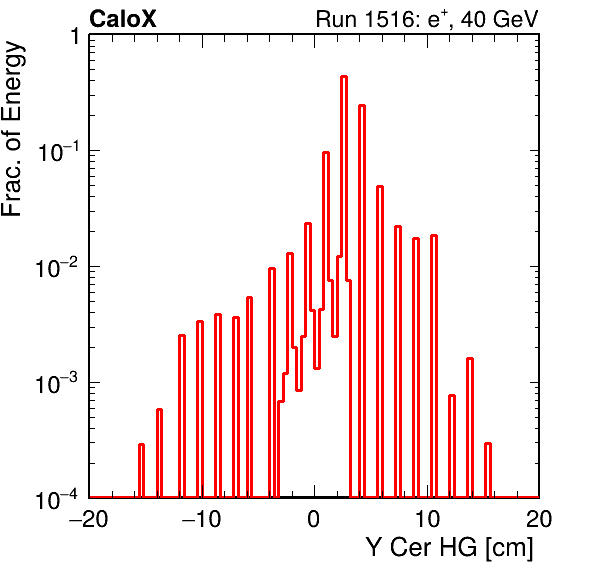 CaloX
Run 1516: e⁺, 40 GeV
Frac. of Energy
1
10⁻¹
10⁻²
10⁻³
10⁻⁴
−20
−10
0
10
20
Y Cer HG [cm]